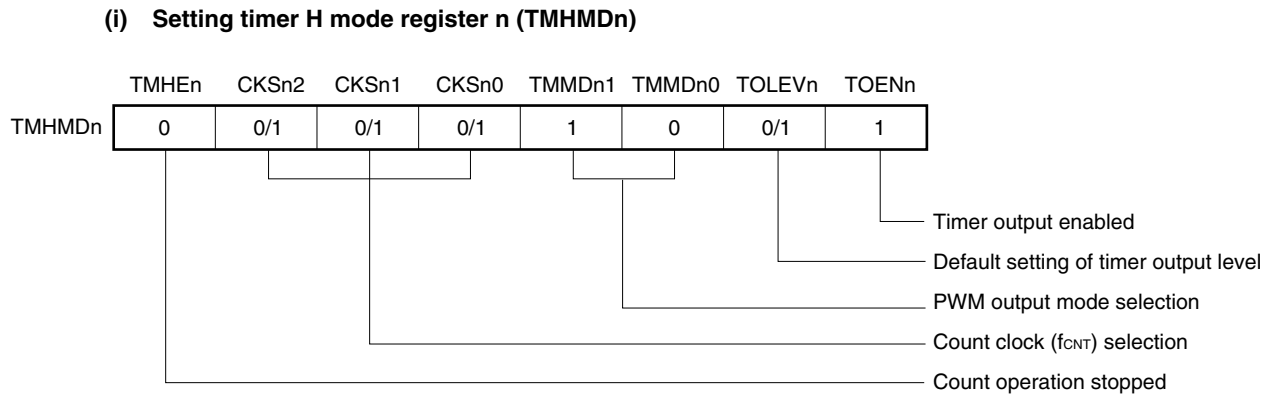 (i) Setting timer H mode register n (TMHMDn)
TMHEn CKSn2 CKSn1 CKSn0 TMMDn1 TMMDn0 TOLEVn TOENn
TMHMDn 0 0/1 0/1 0/1 1 0 0/1 1
Timer output enabled
Default setting of timer output level
PWM output mode selection
Count clock (fCNT) selection
Count operation stopped